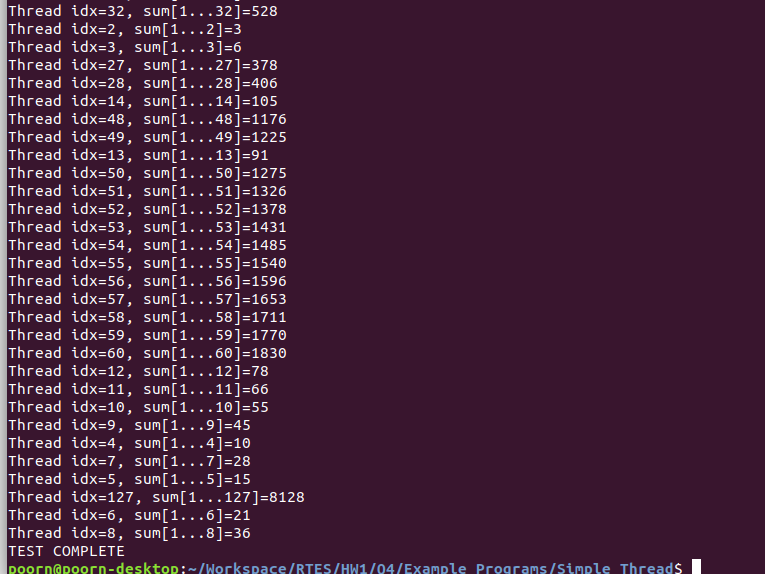 Thread idx=32, sum[1...32]=528
Thread idx=2, sum[1...2]=3
Thread idx=3, sum[1...3]=6
Thread idx=27, sum[1...27]=378
Thread idx=28, sum[1...28]=406
Thread idx=14, sum[1...14]=105
Thread idx=48, sum[1...48]=1176
Thread idx=49, sum[1...49]=1225
Thread idx=13, sum[1...13]=91
Thread idx=50, sum[1...50]=1275
Thread idx=51, sum[1...51]=1326
Thread idx=52, sum[1...52]=1378
Thread idx=53, sum[1...53]=1431
Thread idx=54, sum[1...54]=1485
Thread idx=55, sum[1...55]=1540
Thread idx=56, sum[1...56]=1596
Thread idx=57, sum[1...57]=1653
Thread idx=58, sum[1...58]=1711
Thread idx=59, sum[1...59]=1770
Thread idx=60, sum[1...60]=1830
Thread idx=12, sum[1...12]=78
Thread idx=11, sum[1...11]=66
Thread idx=10, sum[1...10]=55
Thread idx=9, sum[1...9]=45
Thread idx=4, sum[1...4]=10
Thread idx=7, sum[1...7]=28
Thread idx=5, sum[1...5]=15
Thread idx=127, sum[1...127]=8128
Thread idx=6, sum[1...6]=21
Thread idx=8, sum[1...8]=36
TEST COMPLETE
poorn@poorn-desktop:~/Workspace/RTES/HW1/Q4/Example_Programs/Simple_Thread$